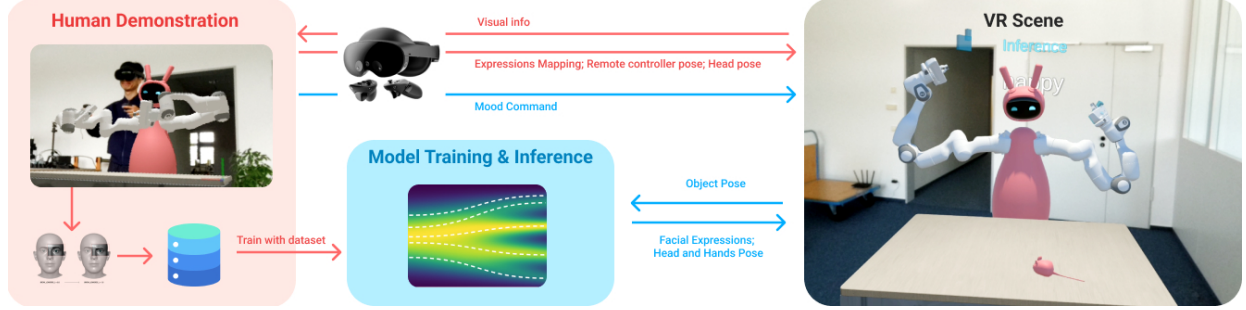 Human Demonstration
Visual info
Expressions Mapping; Remote controller pose; Head pose
Mood Command
VR Scene
Inference
happy
Model Training & Inference
Object Pose
Facial Expressions;
Head and Hands Pose
Train with dataset